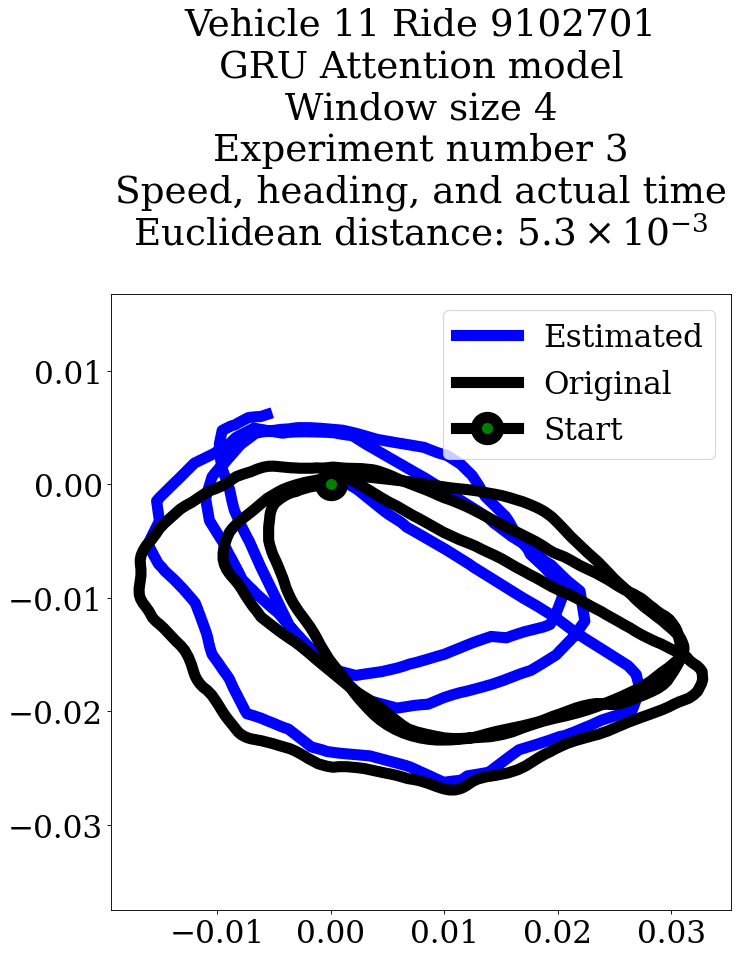 Vehicle 11 Ride 9102701
GRU Attention model
Window size 4
Experiment number 3
Speed, heading, and actual time
Euclidean distance: 5.3 × 10⁻³
Estimated
Original
Start
0.01
0.00
−0.01
−0.02
−0.03
−0.01 0.00 0.01 0.02 0.03